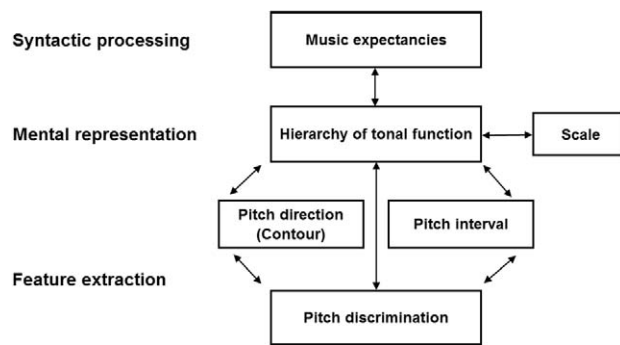 Syntactic processing
Music expectancies
Mental representation
Hierarchy of tonal function
Scale
Pitch direction
(Contour)
Pitch interval
Feature extraction
Pitch discrimination